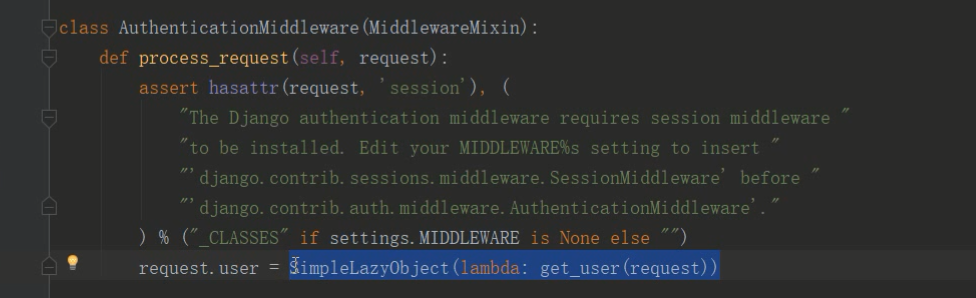 class AuthenticationMiddleware(MiddlewareMixin):
    def process_request(self, request):
        assert hasattr(request, 'session'), (
            "The Django authentication middleware requires session middleware "
            "to be installed. Edit your MIDDLEWARE%s setting to insert "
            "'django.contrib.sessions.middleware.SessionMiddleware' before "
            "'django.contrib.auth.middleware.AuthenticationMiddleware'."
        ) % ("_CLASSES" if settings.MIDDLEWARE is None else "")
        request.user = SimpleLazyObject(lambda: get_user(request))